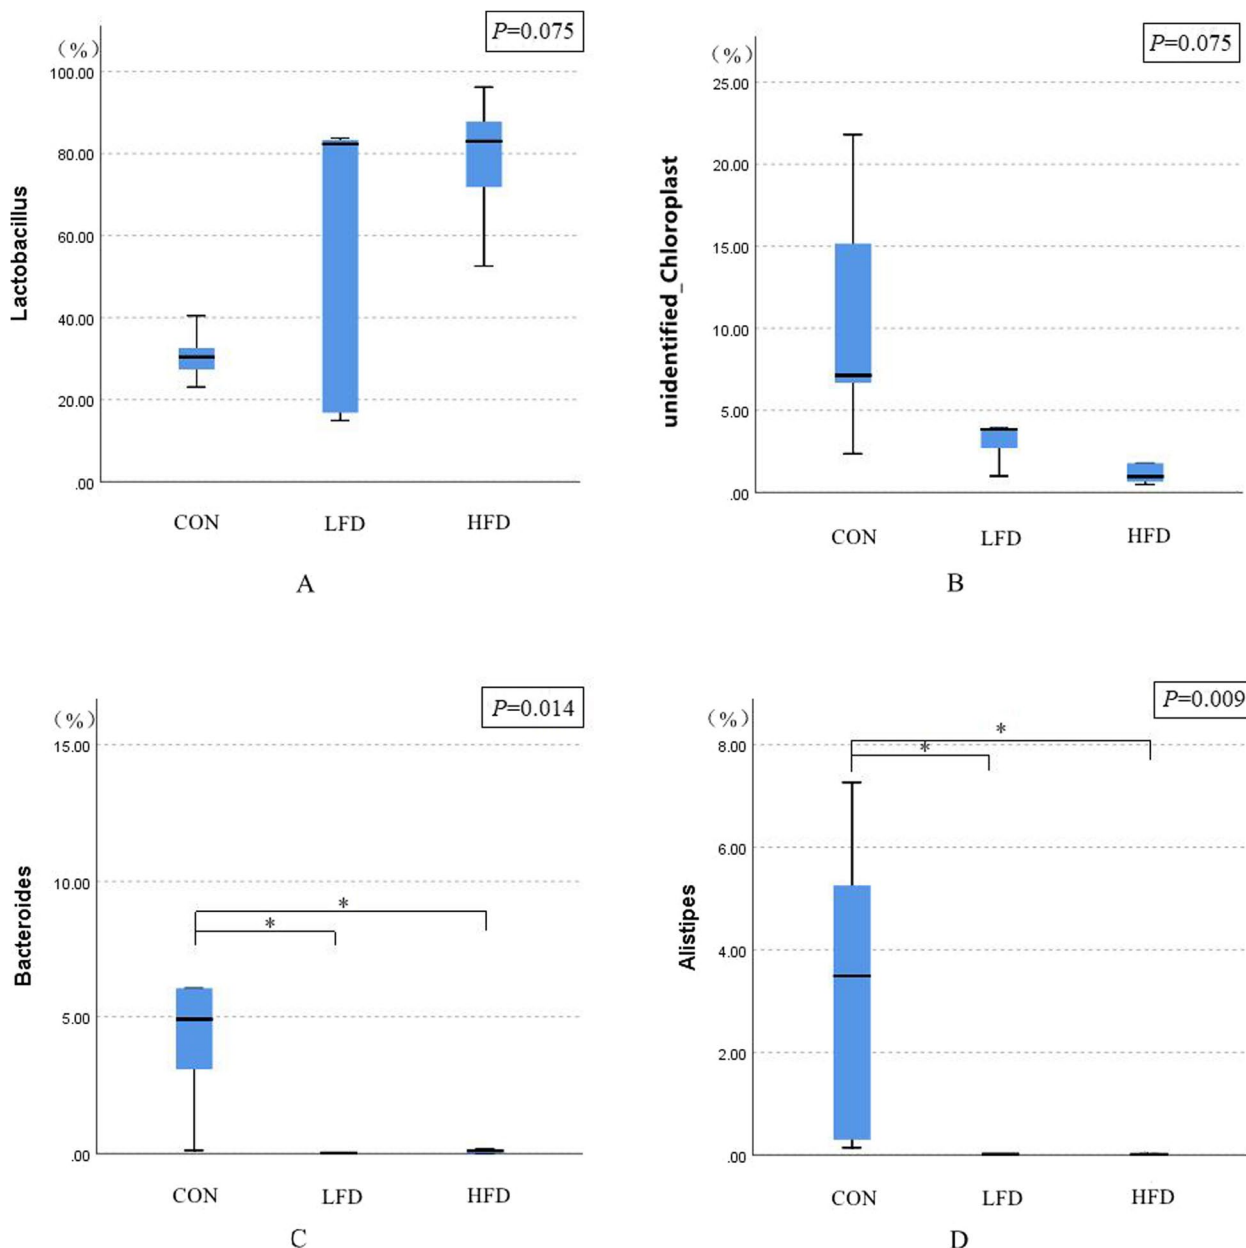 P=0.075
（%）
100.00
80.00
60.00
40.00
20.00
.00
Lactobacillus
CON
LFD
HFD
A
P=0.075
（%）
25.00
20.00
15.00
10.00
5.00
.00
unidentified_Chloroplast
CON
LFD
HFD
B
P=0.014
（%）
15.00
10.00
5.00
.00
Bacteroides
*
*
CON
LFD
HFD
C
P=0.009
（%）
8.00
6.00
4.00
2.00
.00
Alistipes
*
*
CON
LFD
HFD
D